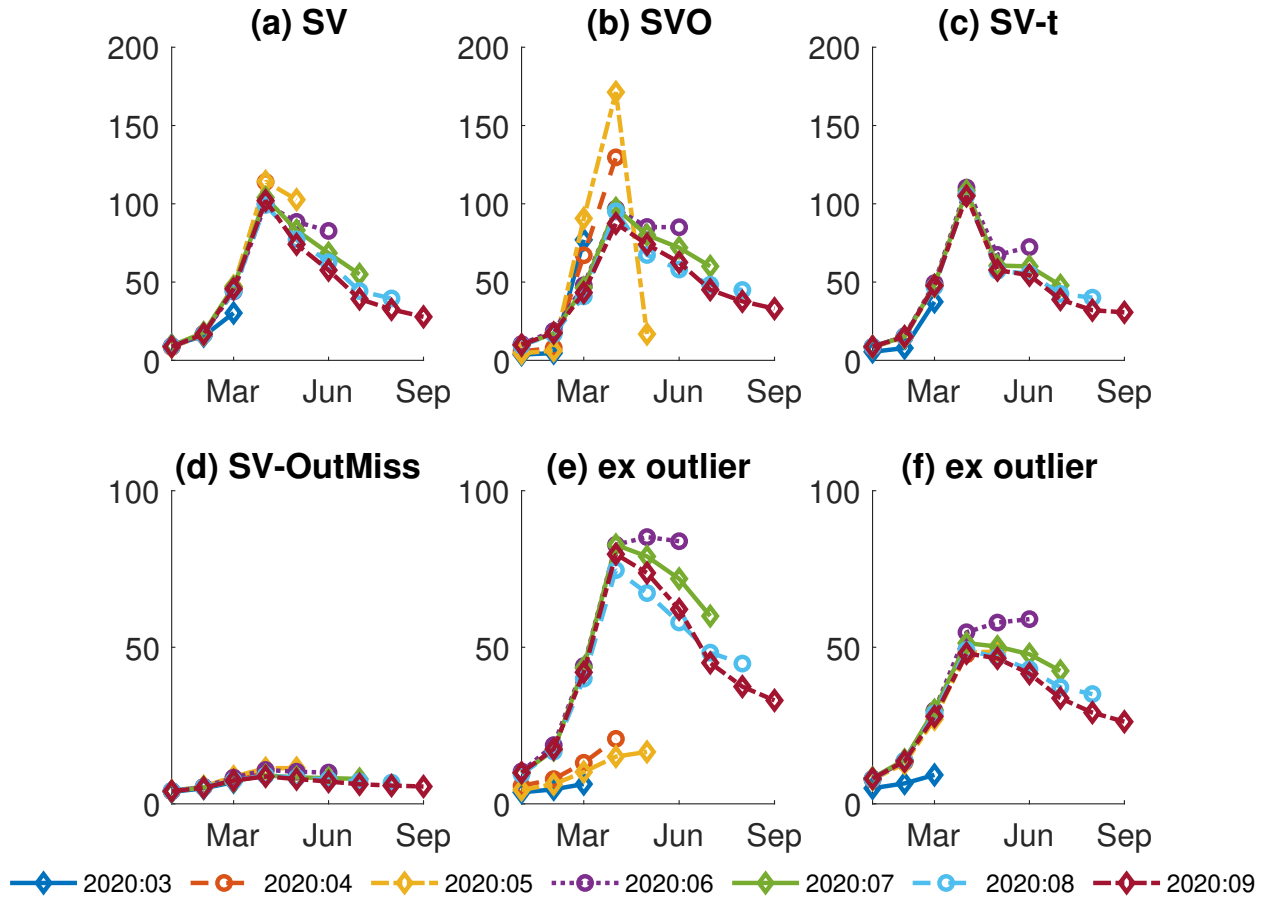 (a) SV
(b) SVO
(c) SV-t
200
150
100
50
0
Mar Jun Sep
200
150
100
50
0
Mar Jun Sep
200
150
100
50
0
Mar Jun Sep
(d) SV-OutMiss
(e) ex outlier
(f) ex outlier
100
50
0
Mar Jun Sep
100
50
0
Mar Jun Sep
100
50
0
Mar Jun Sep
2020:03 2020:04 2020:05 2020:06 2020:07 2020:08 2020:09